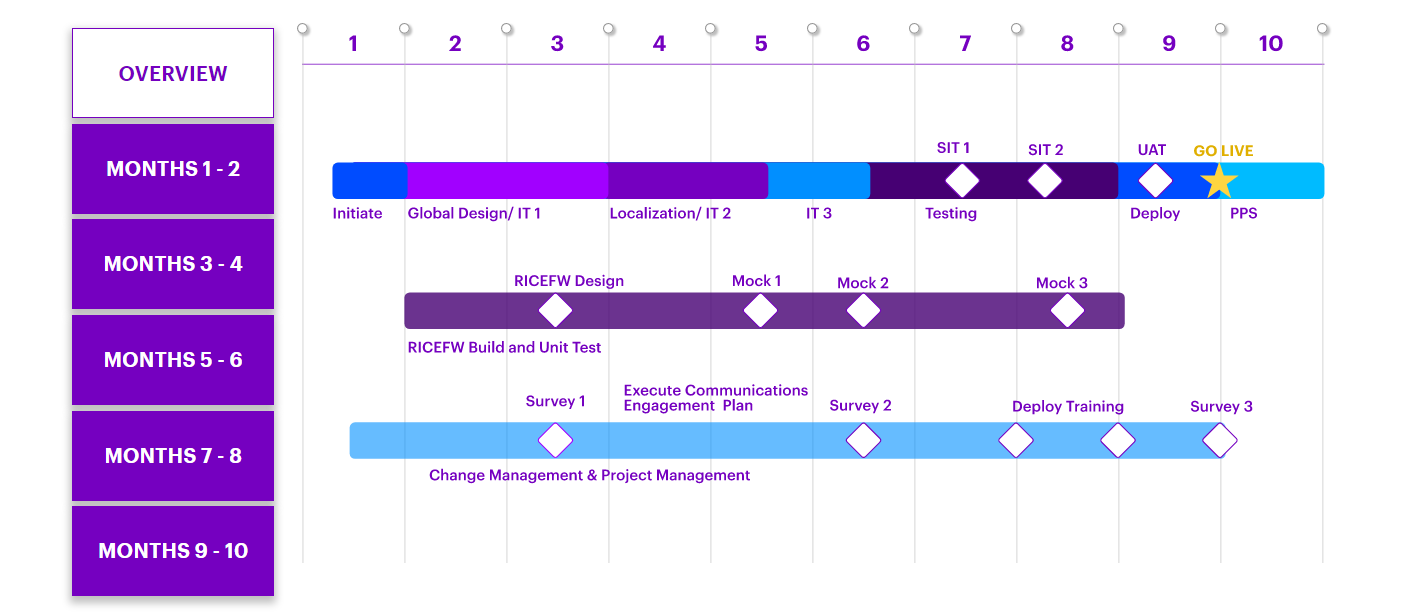 OVERVIEW
MONTHS 1 - 2
MONTHS 3 - 4
MONTHS 5 - 6
MONTHS 7 - 8
MONTHS 9 - 10
1 2 3 4 5 6 7 8 9 10
SIT 1 SIT 2 UAT GO LIVE
Initiate Global Design/ IT 1 Localization/ IT 2 IT 3 Testing Deploy PPS
RICEFW Design Mock 1 Mock 2 Mock 3
RICEFW Build and Unit Test
Survey 1
Execute Communications
Engagement Plan
Survey 2 Deploy Training Survey 3
Change Management & Project Management